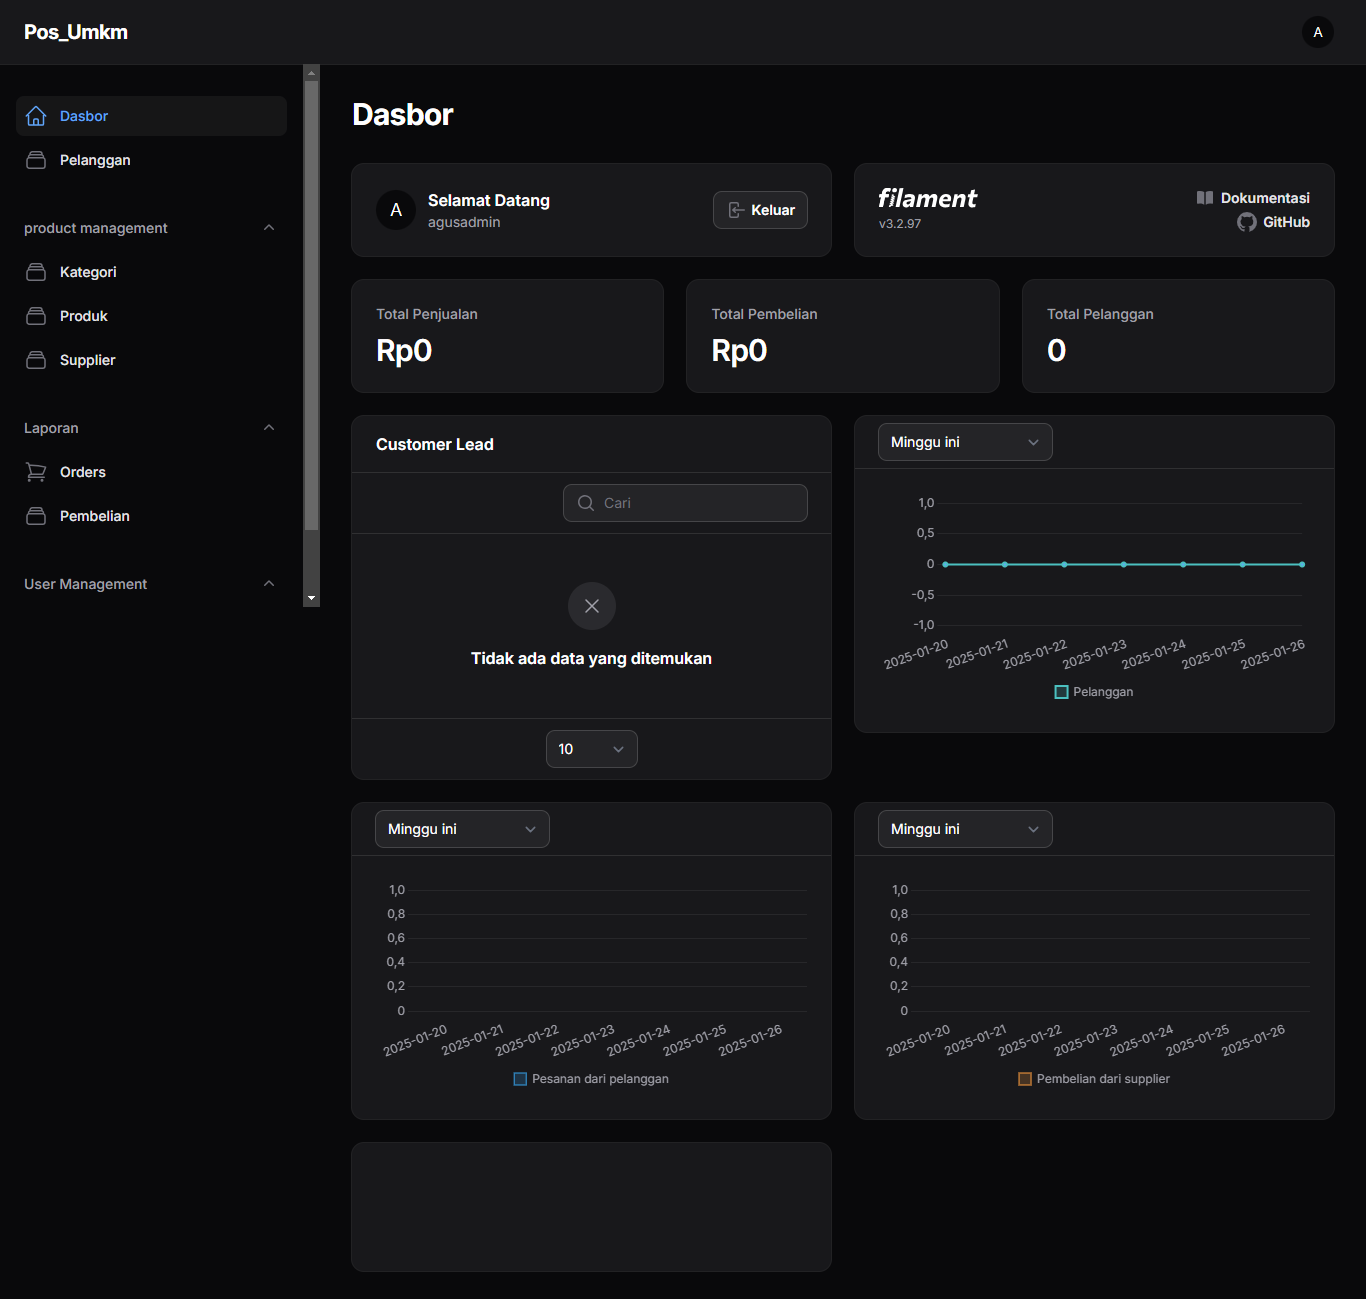 Pos_Umkm
A
Dasbor
Pelanggan
product management
Kategori
Produk
Supplier
Laporan
Orders
Pembelian
User Management
Dasbor
A
Selamat Datang
agusadmin
Keluar
filament
v3.2.97
Dokumentasi
GitHub
Total Penjualan
Rp0
Total Pembelian
Rp0
Total Pelanggan
0
Customer Lead
Cari
Tidak ada data yang ditemukan
10
Minggu ini
1,0
0,5
0
-0,5
-1,0
2025-01-20 2025-01-21 2025-01-22 2025-01-23 2025-01-24 2025-01-25 2025-01-26
Pelanggan
Minggu ini
1,0
0,8
0,6
0,4
0,2
0
2025-01-20 2025-01-21 2025-01-22 2025-01-23 2025-01-24 2025-01-25 2025-01-26
Pesanan dari pelanggan
Minggu ini
1,0
0,8
0,6
0,4
0,2
0
2025-01-20 2025-01-21 2025-01-22 2025-01-23 2025-01-24 2025-01-25 2025-01-26
Pembelian dari supplier